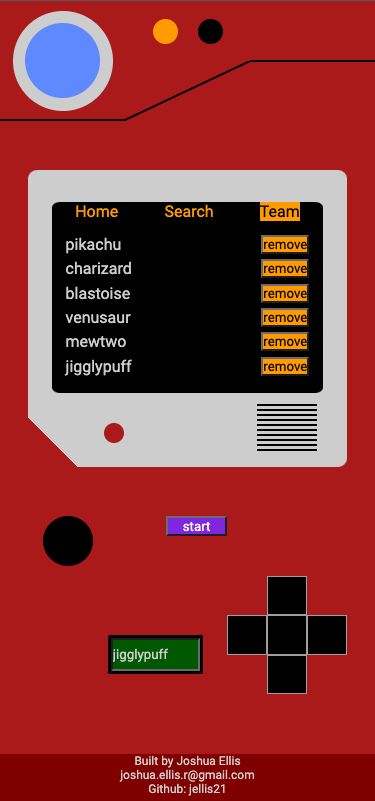 Home Search Team
pikachu remove
charizard remove
blastoise remove
venusaur remove
mewtwo remove
jigglypuff remove
start
jigglypuff
Built by Joshua Ellis
joshua.ellis.r@gmail.com
Github: jellis21